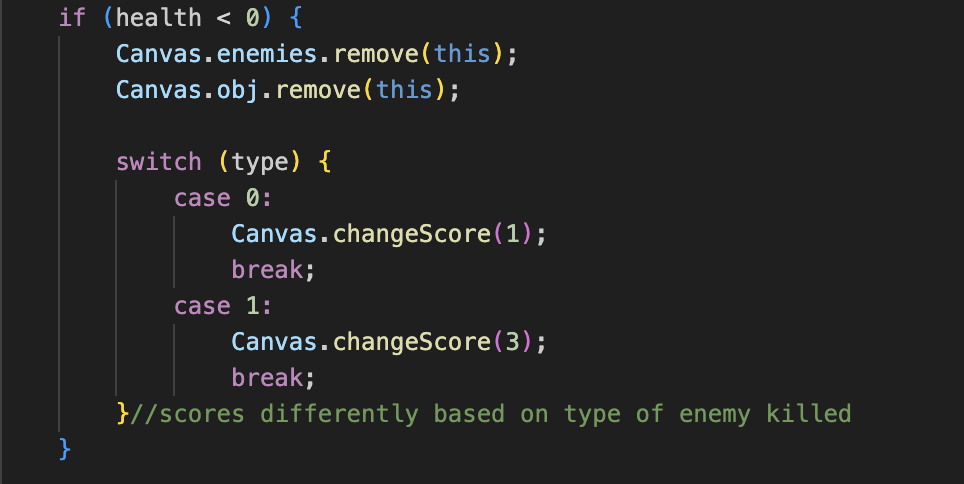 if (health < 0) {
Canvas.enemies.remove(this);
Canvas.obj.remove(this);
switch (type) {
case 0:
Canvas.changeScore(1);
break;
case 1:
Canvas.changeScore(3);
break;
}//scores differently based on type of enemy killed
}